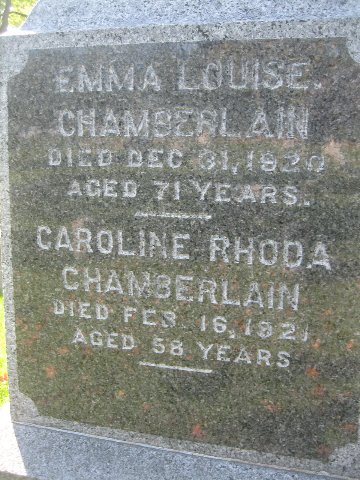 EMMA LOUISE.
CHAMBERLAIN
DIED DEC 31, 1920
AGED 71 YEARS.
CAROLINE RHODA
CHAMBERLAIN
DIED FEB. 16, 1921.
AGED 58 YEARS